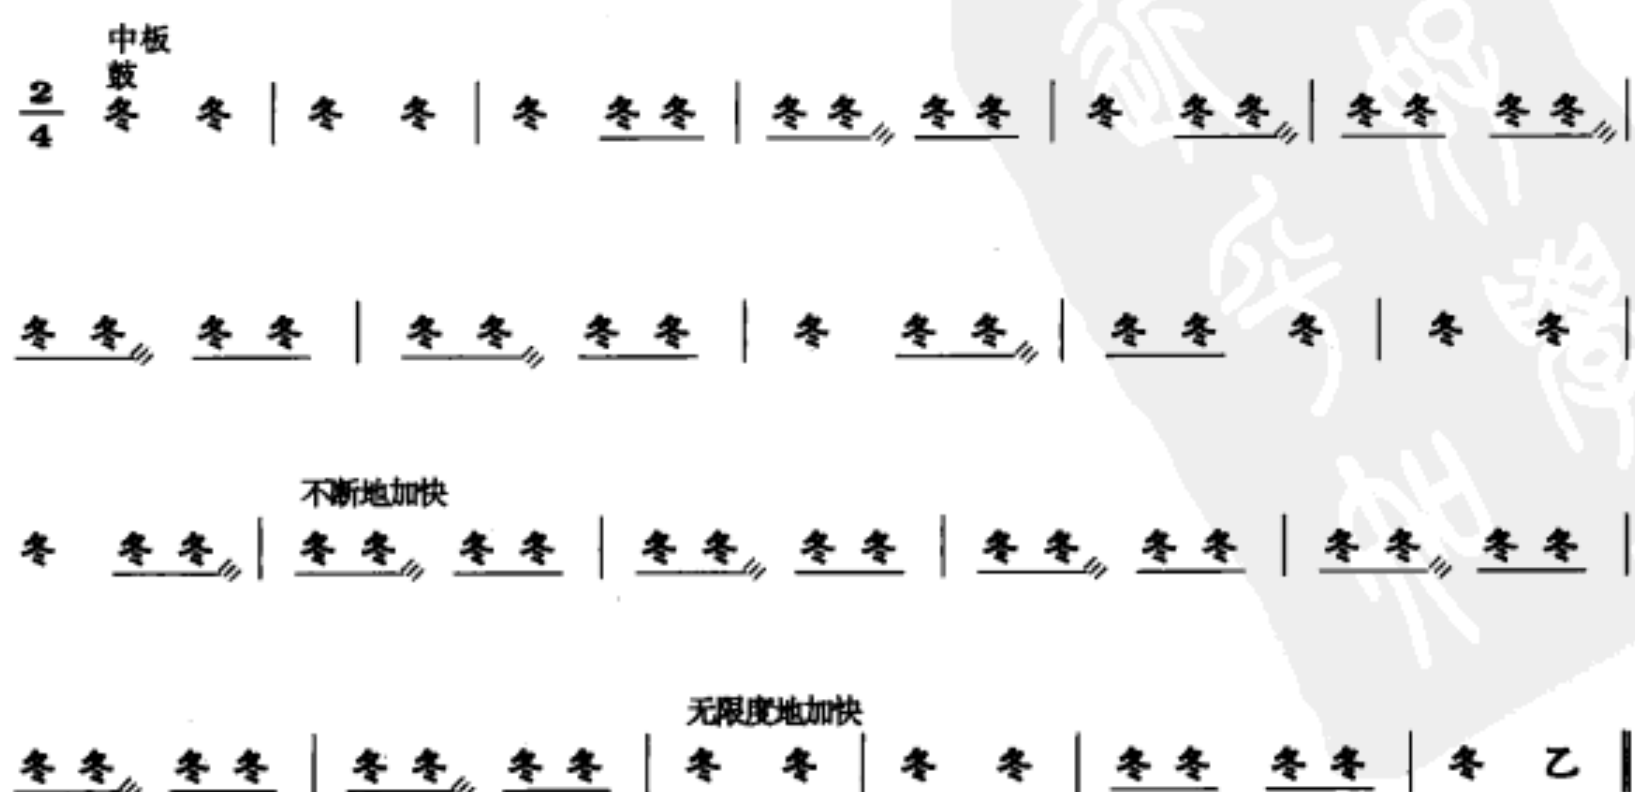 中板
鼓
2/4 冬 冬 | 冬 冬 | 冬 冬冬 | 冬冬 冬冬 | 冬 冬冬 | 冬冬 冬冬 |
冬冬 冬冬 | 冬冬 冬冬 | 冬 冬冬 | 冬冬 冬 | 冬 冬 |
不断地加快
冬 冬冬 | 冬冬 冬冬 | 冬冬 冬冬 | 冬冬 冬冬 | 冬冬 冬冬 |
无限度地加快
冬冬 冬冬 | 冬冬 冬冬 | 冬 冬 | 冬 冬 | 冬冬 冬冬 | 冬 乙 ‖